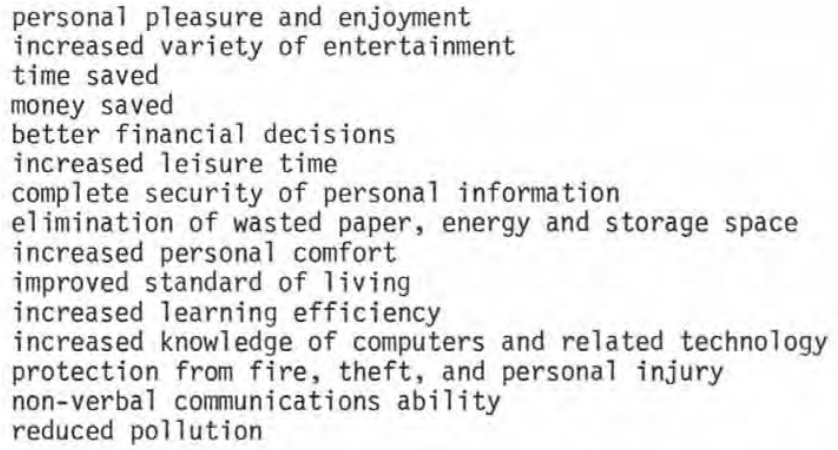 personal pleasure and enjoyment
increased variety of entertainment
time saved
money saved
better financial decisions
increased leisure time
complete security of personal information
elimination of wasted paper, energy and storage space
increased personal comfort
improved standard of living
increased learning efficiency
increased knowledge of computers and related technology
protection from fire, theft, and personal injury
non-verbal communications ability
reduced pollution